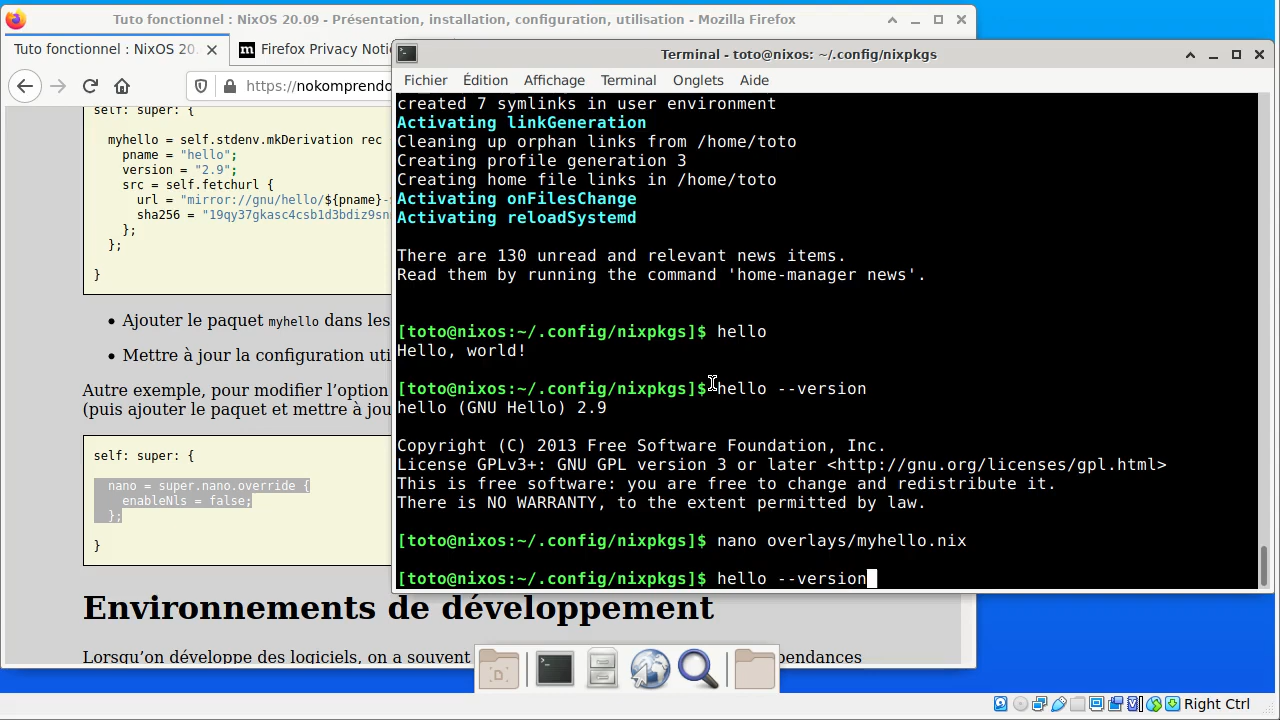 Tuto fonctionnel : NixOS 20.09 - Présentation, installation, configuration, utilisation - Mozilla Firefox
Tuto fonctionnel : NixOS 20.
Firefox Privacy Noti
https://nokomprendo
self: super: {
myhello = self.stdenv.mkDerivation rec
pname = "hello";
version = "2.9";
src = self.fetchurl {
url = "mirror://gnu/hello/${pname}-
sha256 = "19qy37gkasc4csb1d3bdiz9sn
};
};
}
• Ajouter le paquet myhello dans les
• Mettre à jour la configuration uti
Autre exemple, pour modifier l'option
(puis ajouter le paquet et mettre à jou
self: super: {
nano = super.nano.override {
enableNls = false;
};
}
Environnements de développement
Lorsqu'on développe des logiciels, on a souvent
pendances
Terminal - toto@nixos: ~/.config/nixpkgs
Fichier Édition Affichage Terminal Onglets Aide
created 7 symlinks in user environment
Activating linkGeneration
Cleaning up orphan links from /home/toto
Creating profile generation 3
Creating home file links in /home/toto
Activating onFilesChange
Activating reloadSystemd
There are 130 unread and relevant news items.
Read them by running the command 'home-manager news'.
[toto@nixos:~/.config/nixpkgs]$ hello
Hello, world!
[toto@nixos:~/.config/nixpkgs]$ hello --version
hello (GNU Hello) 2.9
Copyright (C) 2013 Free Software Foundation, Inc.
License GPLv3+: GNU GPL version 3 or later <http://gnu.org/licenses/gpl.html>
This is free software: you are free to change and redistribute it.
There is NO WARRANTY, to the extent permitted by law.
[toto@nixos:~/.config/nixpkgs]$ nano overlays/myhello.nix
[toto@nixos:~/.config/nixpkgs]$ hello --version
Right Ctrl